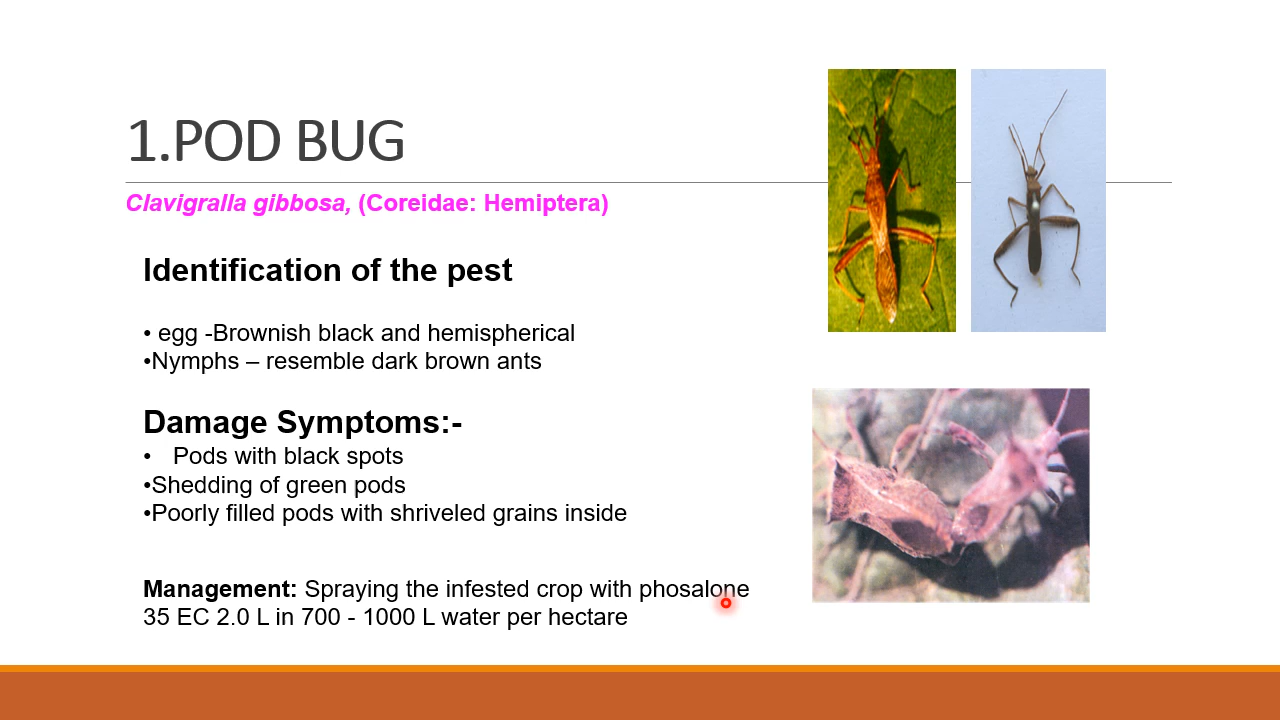 1.POD BUG
Clavigralla gibbosa, (Coreidae: Hemiptera)
Identification of the pest
• egg -Brownish black and hemispherical
•Nymphs – resemble dark brown ants
Damage Symptoms:-
• Pods with black spots
•Shedding of green pods
•Poorly filled pods with shriveled grains inside
Management: Spraying the infested crop with phosalone
35 EC 2.0 L in 700 - 1000 L water per hectare